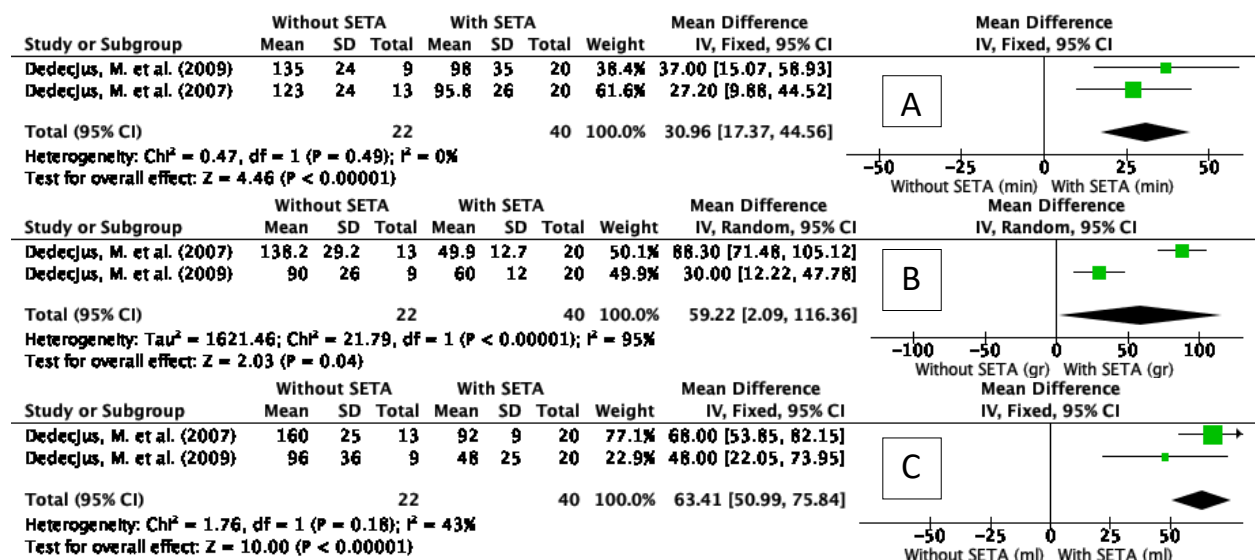 Without SETA With SETA Mean Difference Mean Difference
Study or Subgroup Mean SD Total Mean SD Total Weight IV, Fixed, 95% CI IV, Fixed, 95% CI
Dedecjus, M. et al. (2009) 135 24 9 98 35 20 38.4% 37.00 [15.07, 58.93]
Dedecjus, M. et al. (2007) 123 24 13 95.8 26 20 61.6% 27.20 [9.88, 44.52]
A
Total (95% CI) 22 40 100.0% 30.96 [17.37, 44.56]
Heterogeneity: Chi² = 0.47, df = 1 (P = 0.49); I² = 0%
Test for overall effect: Z = 4.46 (P < 0.00001)
−50 −25 0 25 50
Without SETA (min) With SETA (min)
Without SETA With SETA Mean Difference Mean Difference
Study or Subgroup Mean SD Total Mean SD Total Weight IV, Random, 95% CI IV, Random, 95% CI
Dedecjus, M. et al. (2007) 138.2 29.2 13 49.9 12.7 20 50.1% 88.30 [71.48, 105.12]
Dedecjus, M. et al. (2009) 90 26 9 60 12 20 49.9% 30.00 [12.22, 47.78]
B
Total (95% CI) 22 40 100.0% 59.22 [2.09, 116.36]
Heterogeneity: Tau² = 1621.46; Chi² = 21.79, df = 1 (P < 0.00001); I² = 95%
Test for overall effect: Z = 2.03 (P = 0.04)
−100 −50 0 50 100
Without SETA (gr) With SETA (gr)
Without SETA With SETA Mean Difference Mean Difference
Study or Subgroup Mean SD Total Mean SD Total Weight IV, Fixed, 95% CI IV, Fixed, 95% CI
Dedecjus, M. et al. (2007) 160 25 13 92 9 20 77.1% 68.00 [53.85, 82.15]
Dedecjus, M. et al. (2009) 96 36 9 48 25 20 22.9% 48.00 [22.05, 73.95]
C
Total (95% CI) 22 40 100.0% 63.41 [50.99, 75.84]
Heterogeneity: Chi² = 1.76, df = 1 (P = 0.18); I² = 43%
Test for overall effect: Z = 10.00 (P < 0.00001)
−50 −25 0 25 50
Without SETA (ml) With SETA (ml)